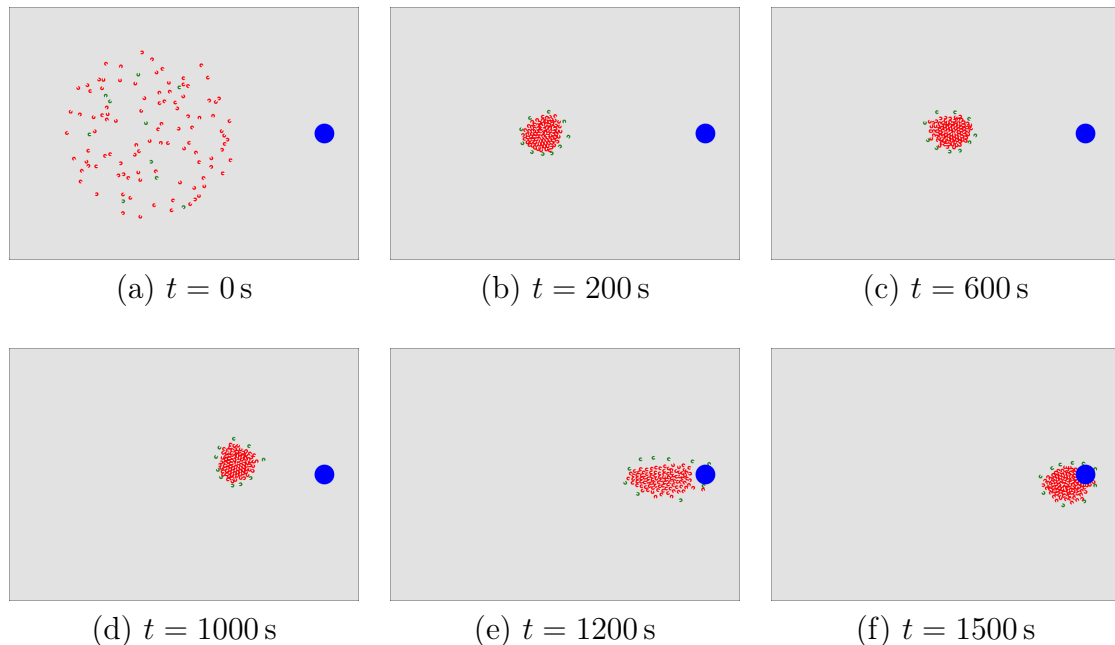 (a) t = 0 s
(b) t = 200 s
(c) t = 600 s
(d) t = 1000 s
(e) t = 1200 s
(f) t = 1500 s